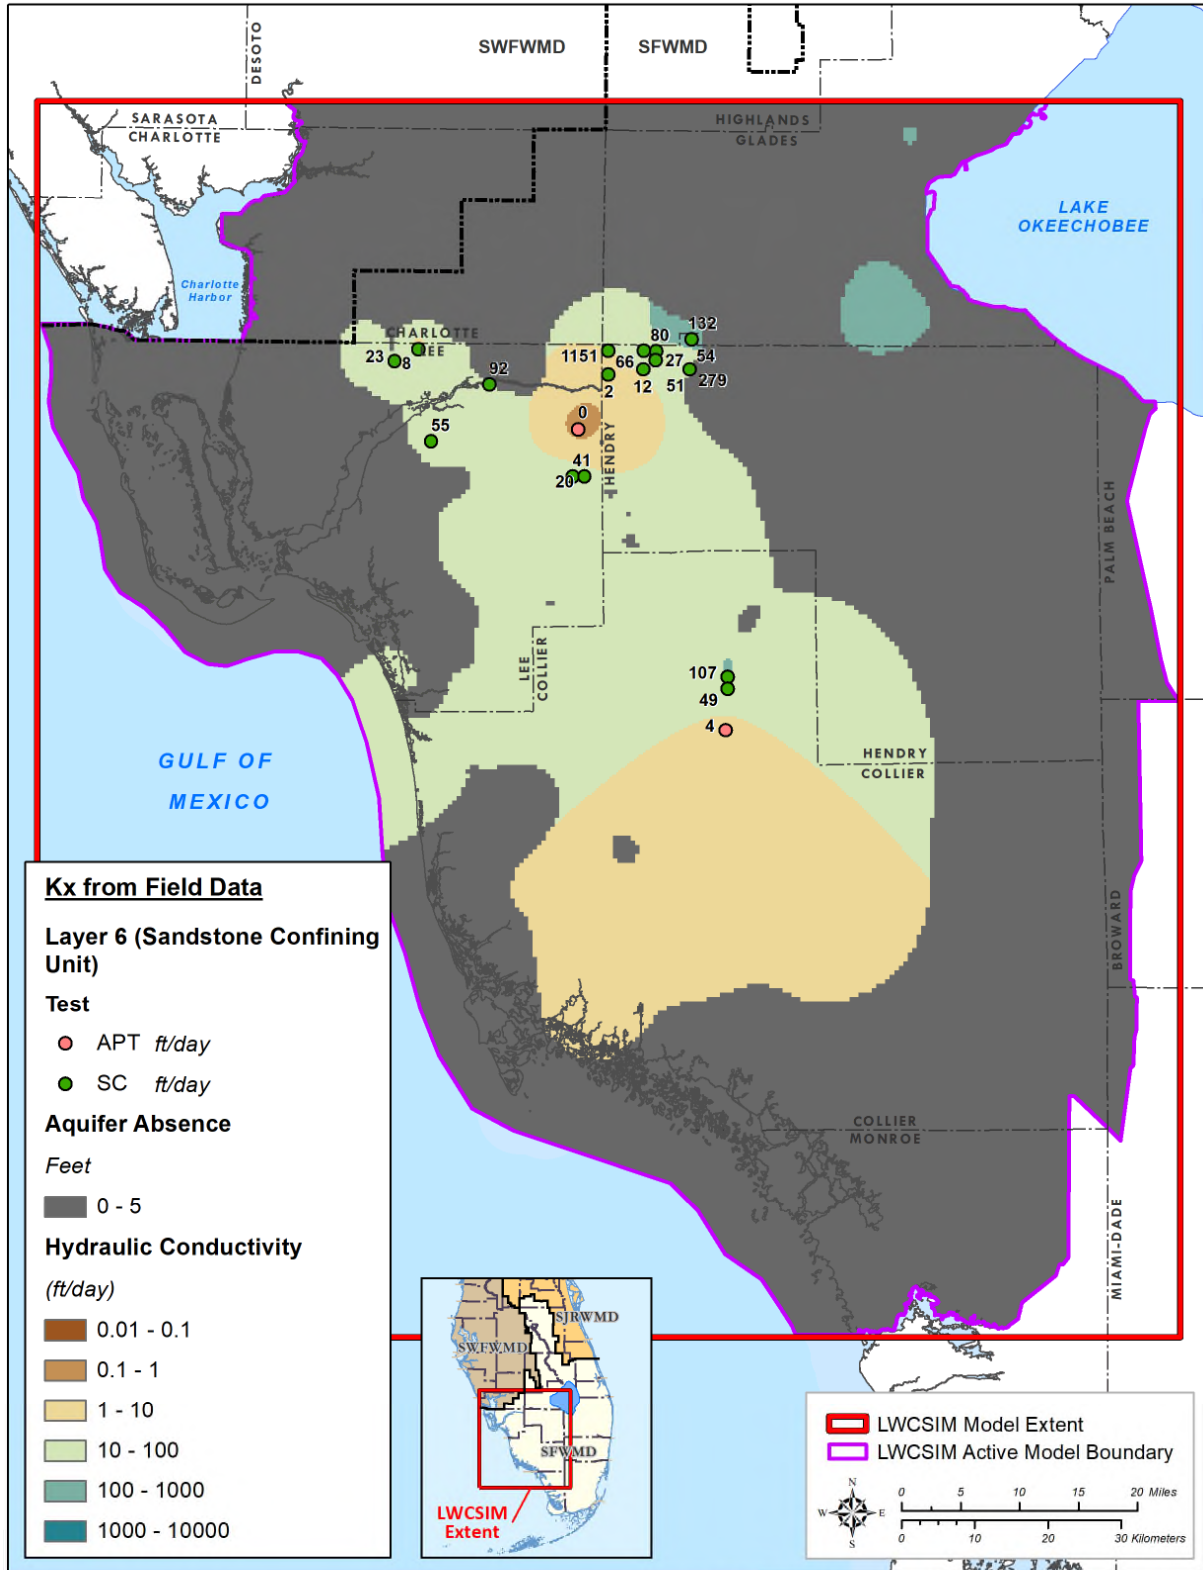 DESOTO
SWFWMD
SFWMD
SARASOTA
CHARLOTTE
HIGHLANDS
GLADES
LAKE
OKEECHOBEE
Charlotte
Harbor
CHARLOTTE
LEE
23
8
92
55
1151
66
80
132
27
54
2
12
51
279
0
41
20
HENDRY
PALM BEACH
LEE
COLLIER
107
49
4
HENDRY
COLLIER
GULF OF
MEXICO
BROWARD
COLLIER
MONROE
MIAMI-DADE
Kx from Field Data
Layer 6 (Sandstone Confining
Unit)
Test
APT ft/day
SC ft/day
Aquifer Absence
Feet
0 - 5
Hydraulic Conductivity
(ft/day)
0.01 - 0.1
0.1 - 1
1 - 10
10 - 100
100 - 1000
1000 - 10000
SJRWMD
SWFWMD
SFWMD
LWCSIM
Extent
LWCSIM Model Extent
LWCSIM Active Model Boundary
N
W E
S
0 5 10 15 20 Miles
0 10 20 30 Kilometers